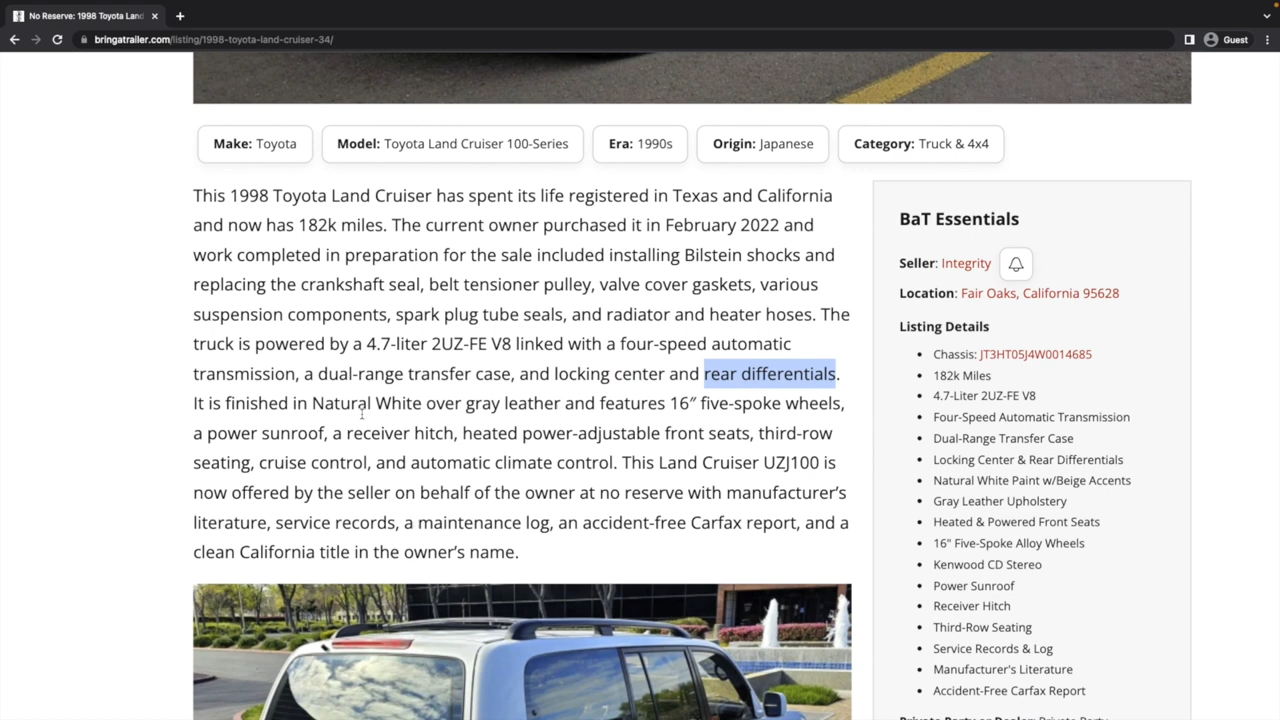 No Reserve: 1998 Toyota Land
bringatrailer.com/listing/1998-toyota-land-cruiser-34/
Guest
Make: Toyota
Model: Toyota Land Cruiser 100-Series
Era: 1990s
Origin: Japanese
Category: Truck & 4x4
This 1998 Toyota Land Cruiser has spent its life registered in Texas and California
and now has 182k miles. The current owner purchased it in February 2022 and
work completed in preparation for the sale included installing Bilstein shocks and
replacing the crankshaft seal, belt tensioner pulley, valve cover gaskets, various
suspension components, spark plug tube seals, and radiator and heater hoses. The
truck is powered by a 4.7-liter 2UZ-FE V8 linked with a four-speed automatic
transmission, a dual-range transfer case, and locking center and rear differentials.
It is finished in Natural White over gray leather and features 16″ five-spoke wheels,
a power sunroof, a receiver hitch, heated power-adjustable front seats, third-row
seating, cruise control, and automatic climate control. This Land Cruiser UZJ100 is
now offered by the seller on behalf of the owner at no reserve with manufacturer’s
literature, service records, a maintenance log, an accident-free Carfax report, and a
clean California title in the owner’s name.
BaT Essentials
Seller: Integrity
Location: Fair Oaks, California 95628
Listing Details
Chassis: JT3HT05J4W0014685
182k Miles
4.7-Liter 2UZ-FE V8
Four-Speed Automatic Transmission
Dual-Range Transfer Case
Locking Center & Rear Differentials
Natural White Paint w/Beige Accents
Gray Leather Upholstery
Heated & Powered Front Seats
16" Five-Spoke Alloy Wheels
Kenwood CD Stereo
Power Sunroof
Receiver Hitch
Third-Row Seating
Service Records & Log
Manufacturer's Literature
Accident-Free Carfax Report
Private Party or Dealer: Private Party